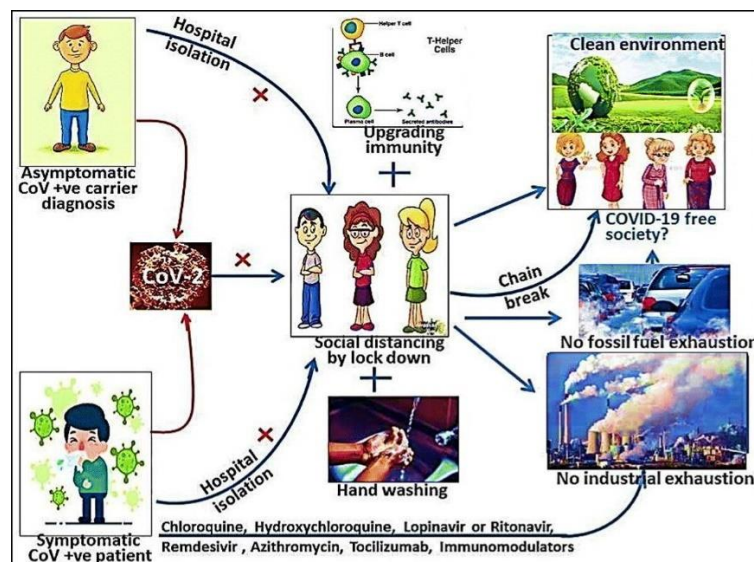 Hospital
isolation
Helper T cell
B cell
T-Helper
Cells
Plasma cell
Secreted antibodies
Upgrading
immunity
+
Clean environment
Asymptomatic
CoV +ve carrier
diagnosis
CoV-2
COVID-19 free
society?
Chain
break
Social distancing
by lock down
+
No fossil fuel exhaustion
Hospital
isolation
Hand washing
No industrial exhaustion
Symptomatic
CoV +ve patient
Chloroquine, Hydroxychloroquine, Lopinavir or Ritonavir,
Remdesivir , Azithromycin, Tocilizumab, Immunomodulators